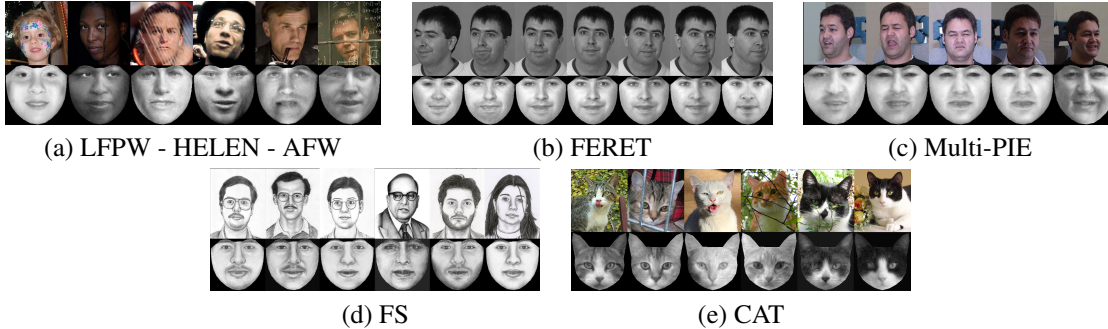 (a) LFPW - HELEN - AFW
(b) FERET
(c) Multi-PIE
(d) FS
(e) CAT